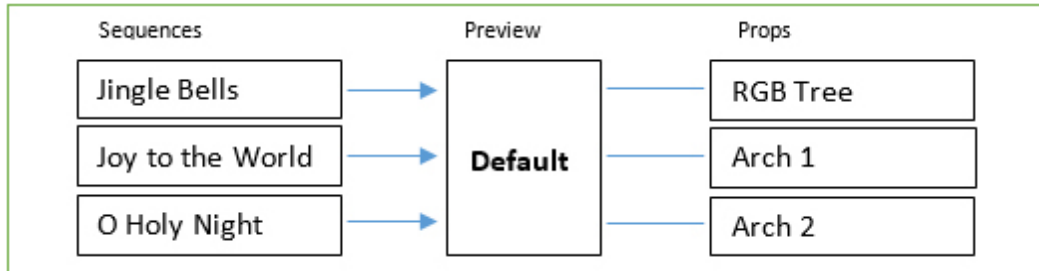 Sequences
Preview
Props
Jingle Bells
RGB Tree
Joy to the World
Default
Arch 1
O Holy Night
Arch 2